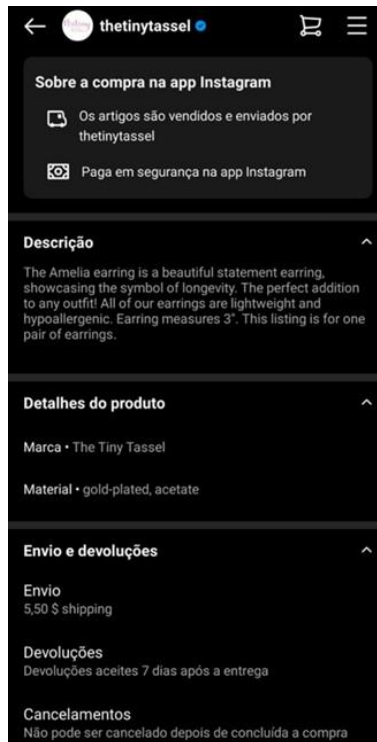 thetinytassel
Sobre a compra na app Instagram
Os artigos são vendidos e enviados por
thetinytassel
Paga em segurança na app Instagram
Descrição
The Amelia earring is a beautiful statement earring,
showcasing the symbol of longevity. The perfect addition
to any outfit! All of our earrings are lightweight and
hypoallergenic. Earring measures 3". This listing is for one
pair of earrings.
Detalhes do produto
Marca • The Tiny Tassel
Material • gold-plated, acetate
Envio e devoluções
Envio
5,50 $ shipping
Devoluções
Devoluções aceites 7 dias após a entrega
Cancelamentos
Não pode ser cancelado depois de concluída a compra